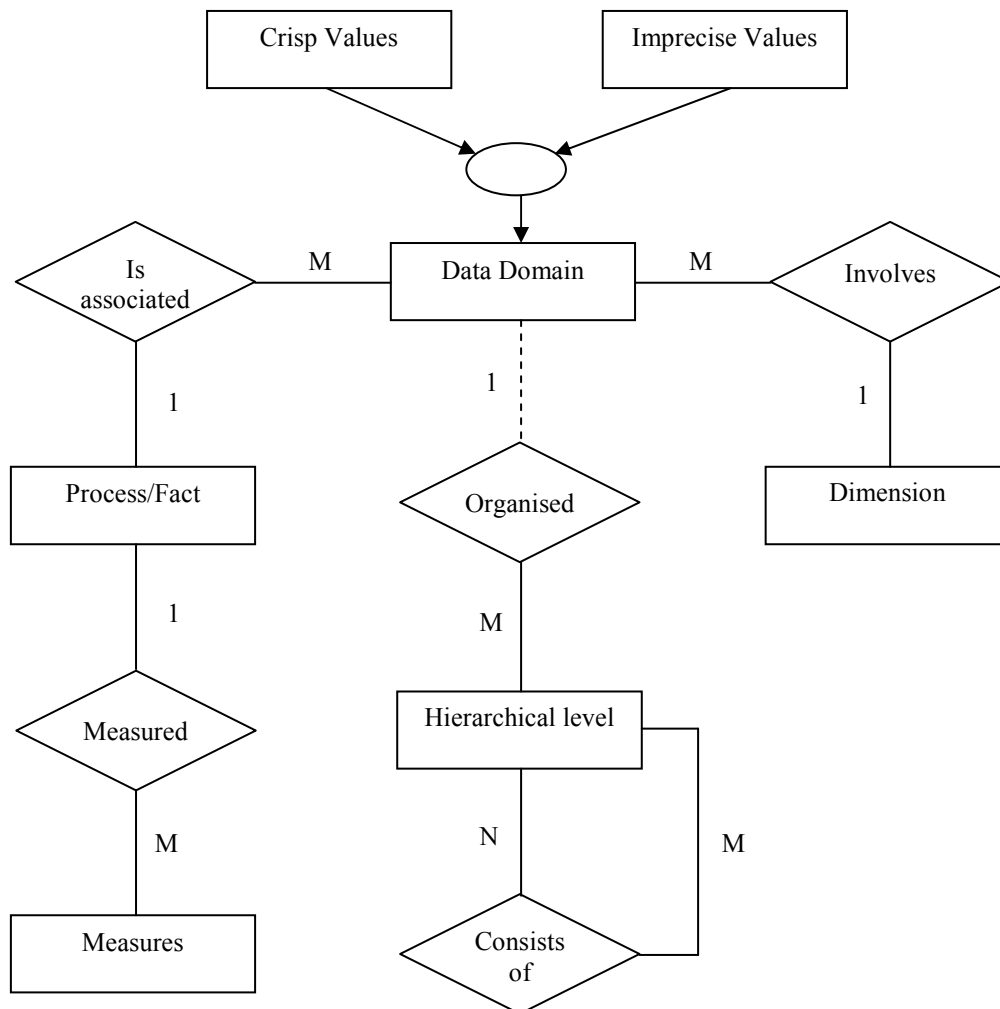 Crisp Values
Imprecise Values
Is
associated
M
Data Domain
M
Involves
1
1
1
Process/Fact
Organised
Dimension
1
M
Measured
Hierarchical level
M
N
M
Measures
Consists
of